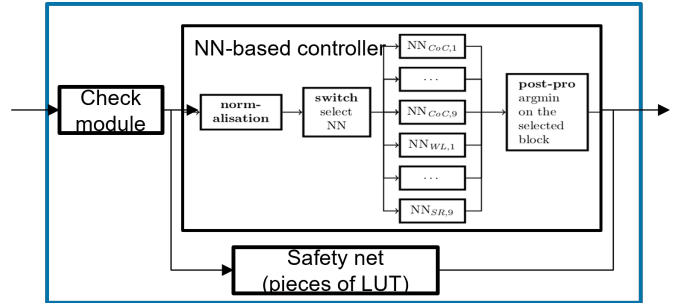 NN-based controller
Check
module
norm-
alisation
switch
select
NN
NN_{CoC,1}
...
NN_{CoC,9}
NN_{WL,1}
...
NN_{SR,9}
post-pro
argmin
on the
selected
block
Safety net
(pieces of LUT)